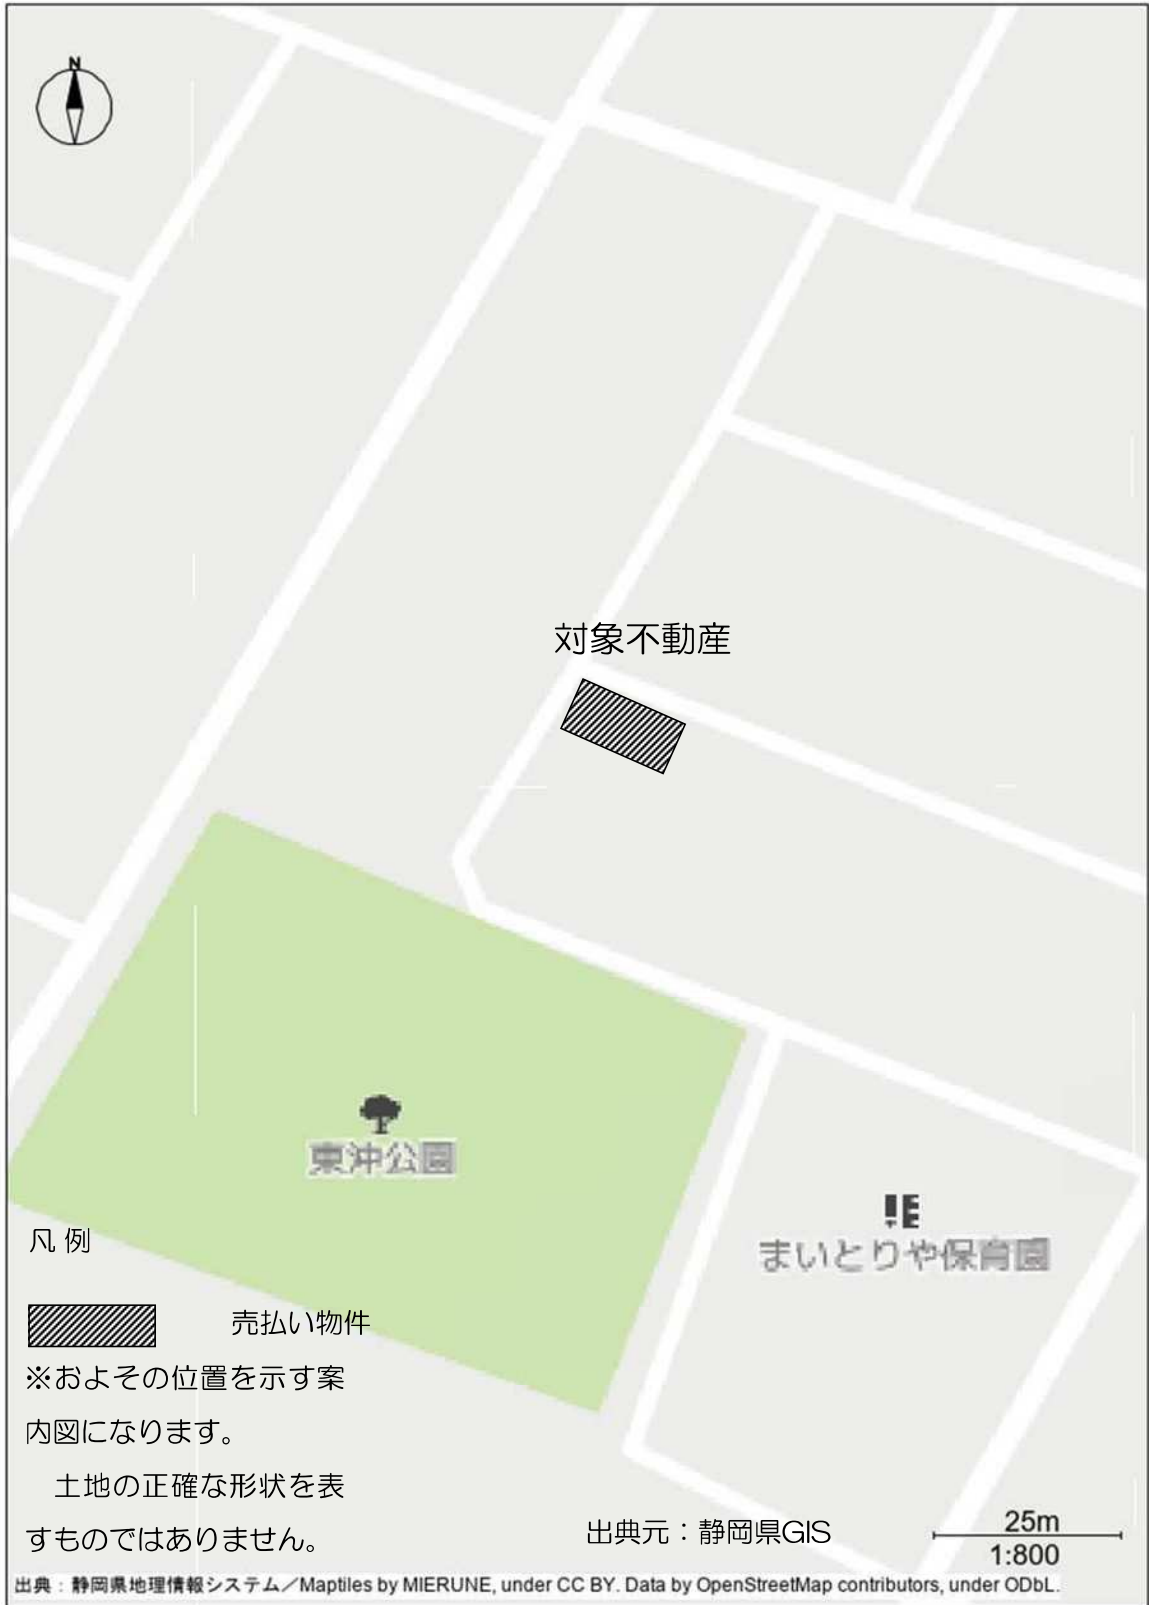 N
対象不動産
東沖公園
まいとりや保育園
凡例
売払い物件
※おおよその位置を示す案
内図になります。
土地の正確な形状を表
すものではありません。
出典元：静岡県GIS
25m
1:800
出典：静岡県地理情報システム／Maptiles by MIERUNE, under CC BY. Data by OpenStreetMap contributors, under ODbL.